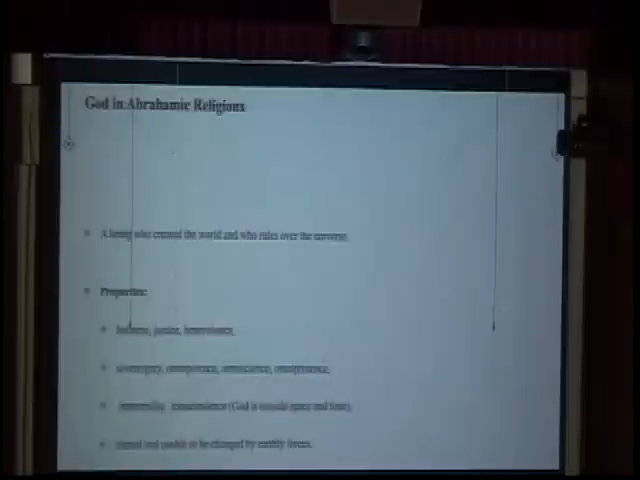 God in Abrahamic Religions
A being who created the world and who rules over the universe.
Properties:
holiness, justice, benevolence,
sovereignty, omnipotence, omniscience, omnipresence,
immortality, transcendence (God is outside space and time),
eternal and unable to be changed by earthly forces.